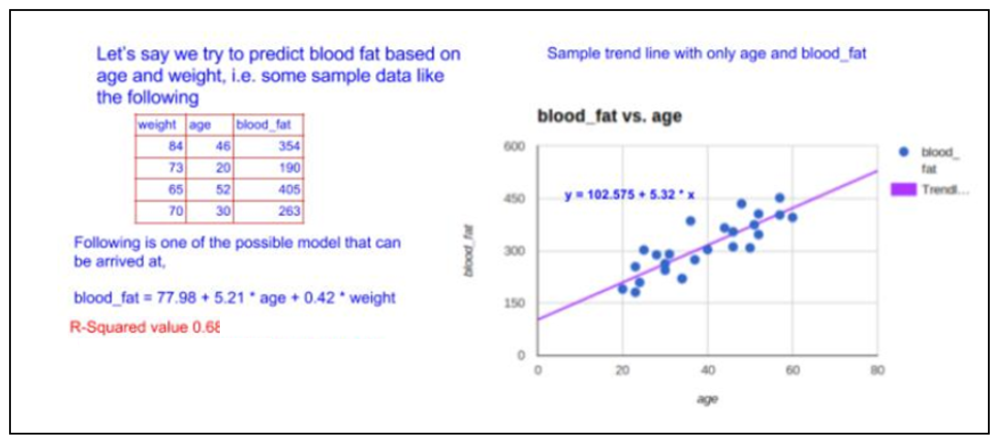 Let's say we try to predict blood fat based on
age and weight, i.e. some sample data like
the following
weight age blood_fat
84 46 354
73 20 190
65 52 405
70 30 263
Following is one of the possible model that can
be arrived at,
blood_fat = 77.98 + 5.21 * age + 0.42 * weight
R-Squared value 0.68
Sample trend line with only age and blood_fat
blood_fat vs. age
600
450
300
150
0
y = 102.575 + 5.32 * x
blood_fat
0 20 40 60 80
age
blood_
fat
Trendl...